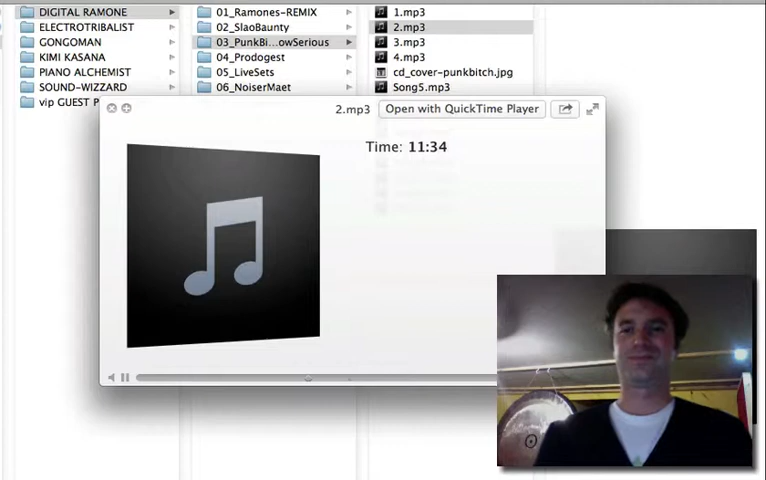 DIGITAL RAMONE
ELECTROTRIBALIST
GONGOMAN
KIMI KASANA
PIANO ALCHEMIST
SOUND-WIZZARD
vip GUEST P
01_Ramones-REMIX
02_SlaoBaunty
03_PunkBi...owSerious
04_Prodogest
05_LiveSets
06_NoiserMaet
1.mp3
2.mp3
3.mp3
4.mp3
cd_cover-punkbitch.jpg
Song5.mp3
2.mp3
Open with QuickTime Player
Time: 11:34